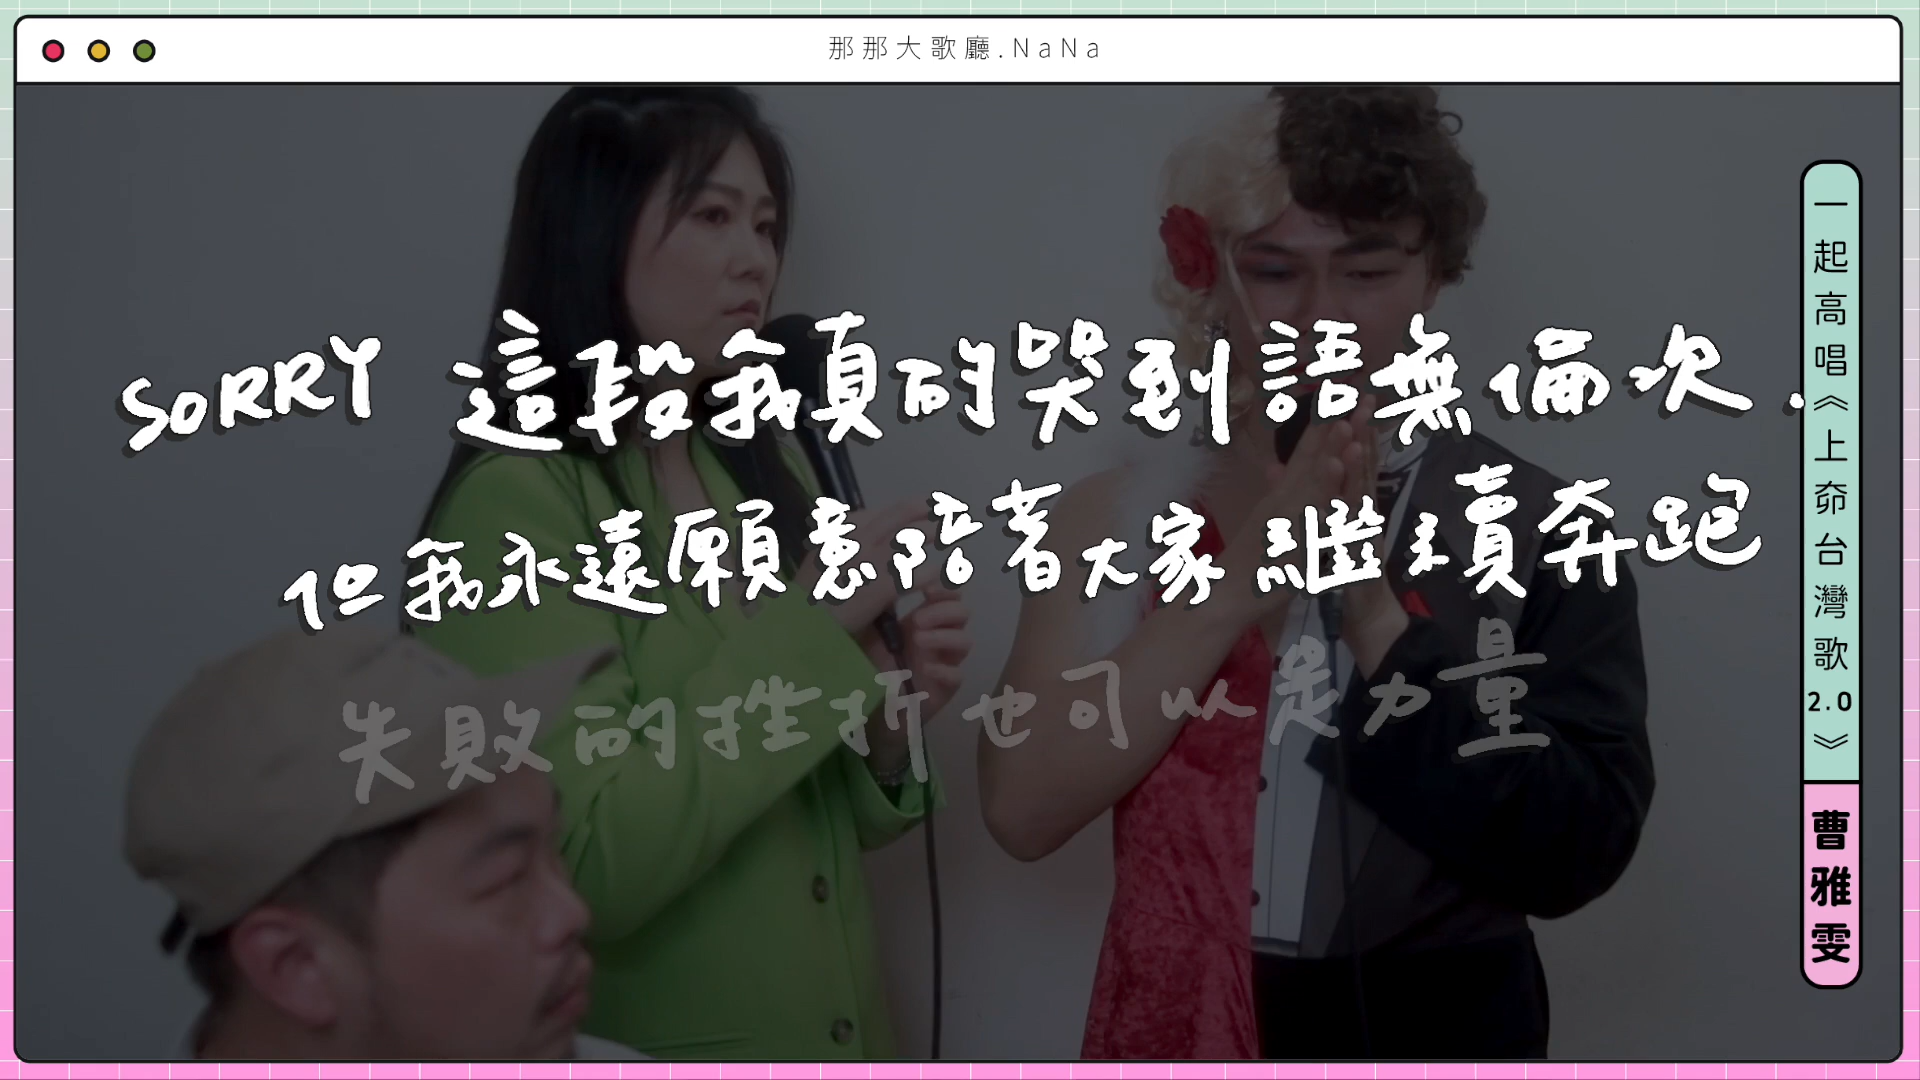 那那大歌廳.NaNa
SORRY 這段我真的哭到語無倫次.
但我永遠願意陪著大家繼續奔跑
失敗的挫折也可以是力量
一起高唱《上奅台灣歌2.0》
曹雅雯